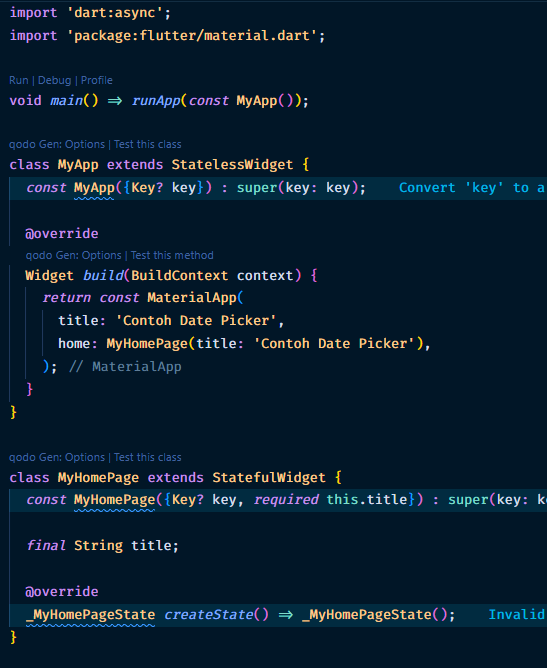 import 'dart:async';
import 'package:flutter/material.dart';
Run | Debug | Profile
void main() => runApp(const MyApp());
qodo Gen: Options | Test this class
class MyApp extends StatelessWidget {
const MyApp({Key? key}) : super(key: key); Convert 'key' to a
@override
qodo Gen: Options | Test this method
Widget build(BuildContext context) {
return const MaterialApp(
title: 'Contoh Date Picker',
home: MyHomePage(title: 'Contoh Date Picker'),
); // MaterialApp
}
}
qodo Gen: Options | Test this class
class MyHomePage extends StatefulWidget {
const MyHomePage({Key? key, required this.title}) : super(key: k
final String title;
@override
_MyHomePageState createState() => _MyHomePageState(); Invalid
}